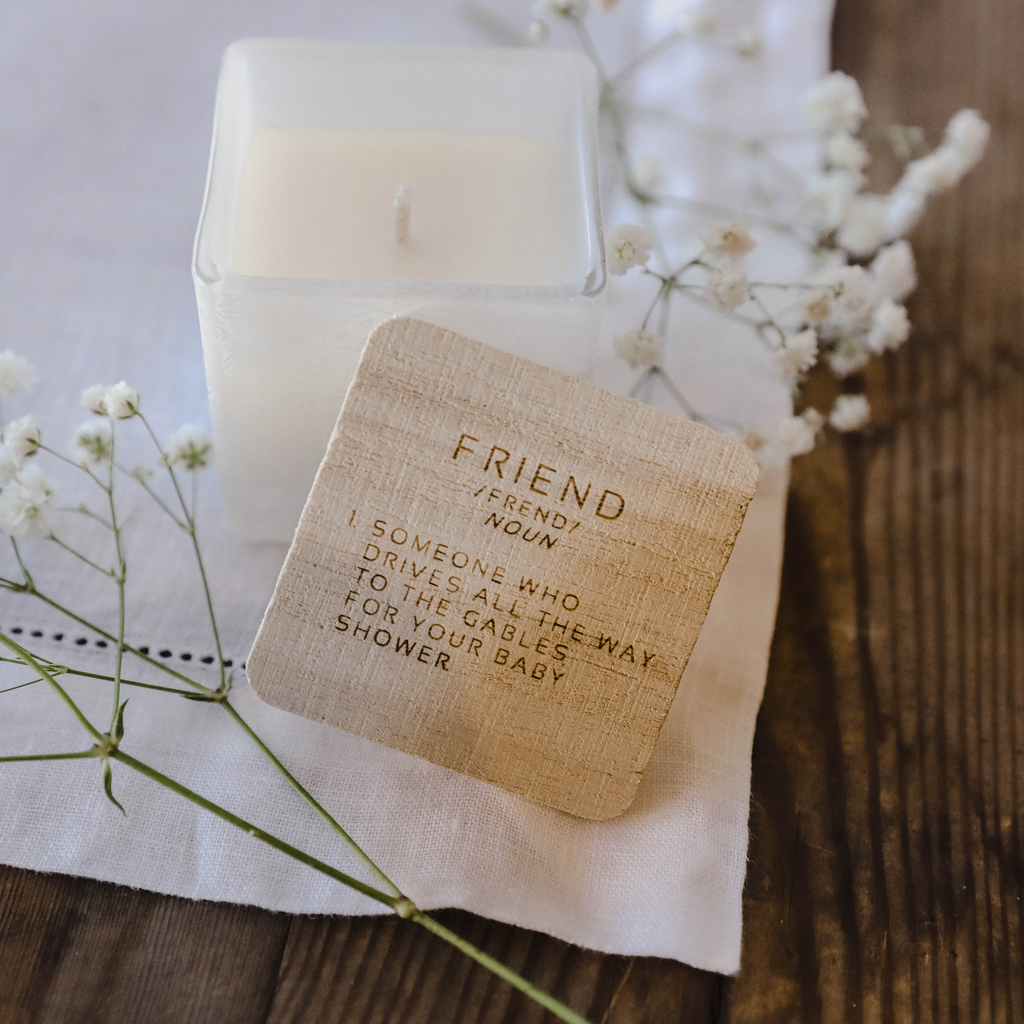 FRIEND
/FREND/
NOUN
1. SOMEONE WHO
DRIVES ALL THE WAY
TO THE GABLES
FOR YOUR BABY
SHOWER